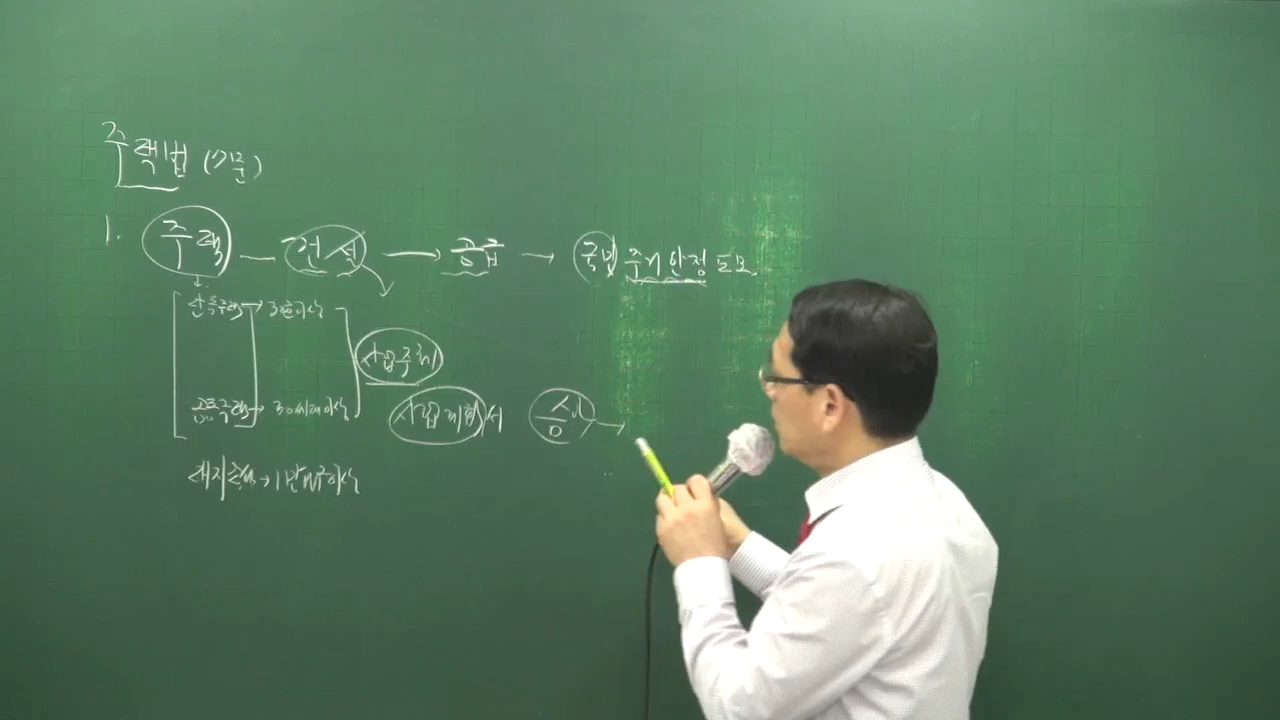 주택법 (7문)
1. 주택 — 건설 → 공급 → 국민 주거안정 도모.
단독주택 → 30호이상
사업주체
공동주택 → 30세대이상
사업계획서 승인 →
대지조성 → 1만㎡이상